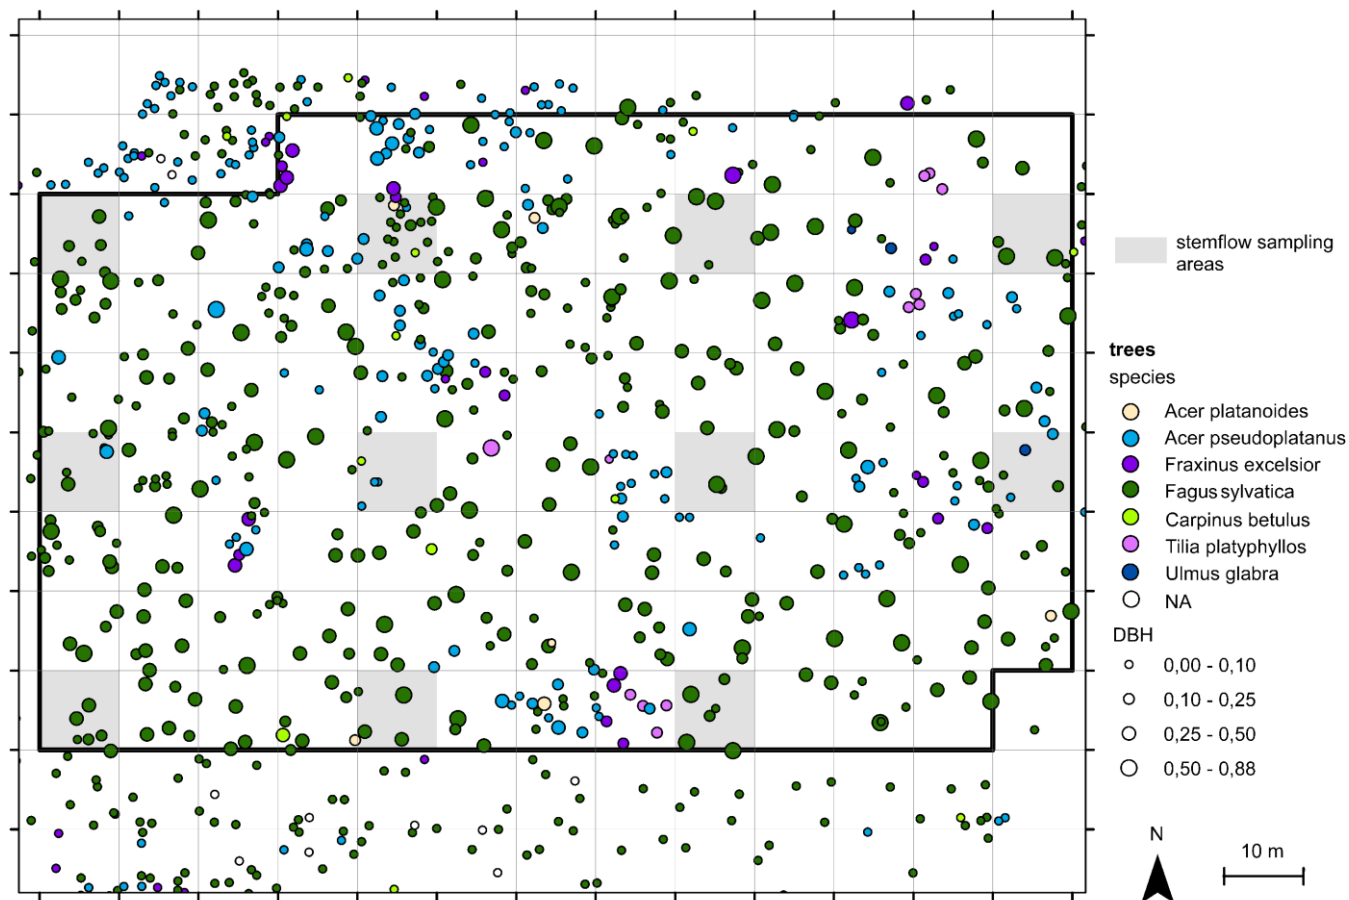 stemflow sampling
areas
trees
species
Acer platanoides
Acer pseudoplatanus
Fraxinus excelsior
Fagus sylvatica
Carpinus betulus
Tilia platyphyllos
Ulmus glabra
NA
DBH
0,00 - 0,10
0,10 - 0,25
0,25 - 0,50
0,50 - 0,88
N
10 m